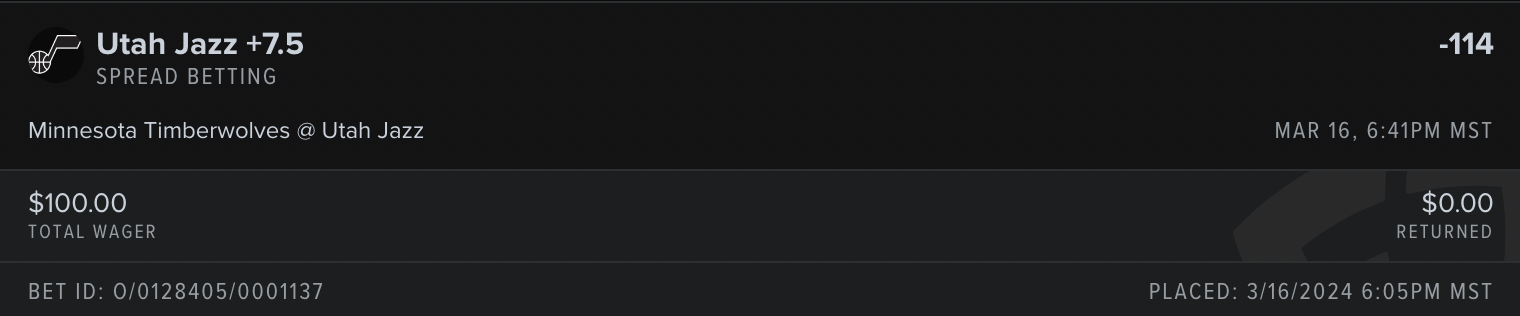 Utah Jazz +7.5 -114
SPREAD BETTING
Minnesota Timberwolves @ Utah Jazz MAR 16, 6:41PM MST
$100.00 $0.00
TOTAL WAGER RETURNED
BET ID: O/0128405/0001137 PLACED: 3/16/2024 6:05PM MST